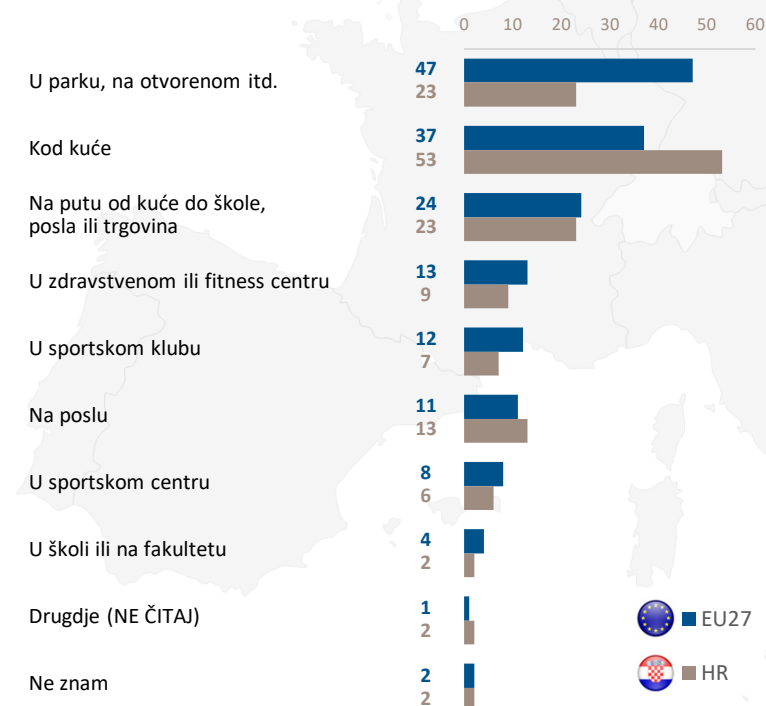 0 10 20 30 40 50 60
U parku, na otvorenom itd.
47
23
Kod kuće
37
53
Na putu od kuće do škole,
posla ili trgovina
24
23
U zdravstvenom ili fitness centru
13
9
U sportskom klubu
12
7
Na poslu
11
13
U sportskom centru
8
6
U školi ili na fakultetu
4
2
Drugdje (NE ČITAJ)
1
2
Ne znam
2
2
EU27
HR